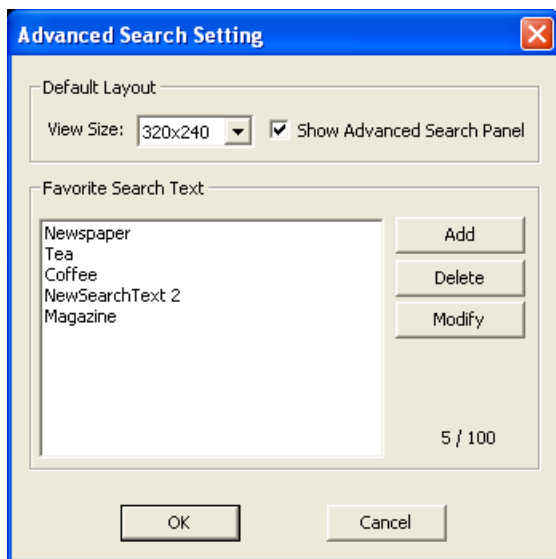 Advanced Search Setting
Default Layout
View Size: 320x240 Show Advanced Search Panel
Favorite Search Text
Newspaper
Tea
Coffee
NewSearchText 2
Magazine
Add
Delete
Modify
5 / 100
OK Cancel